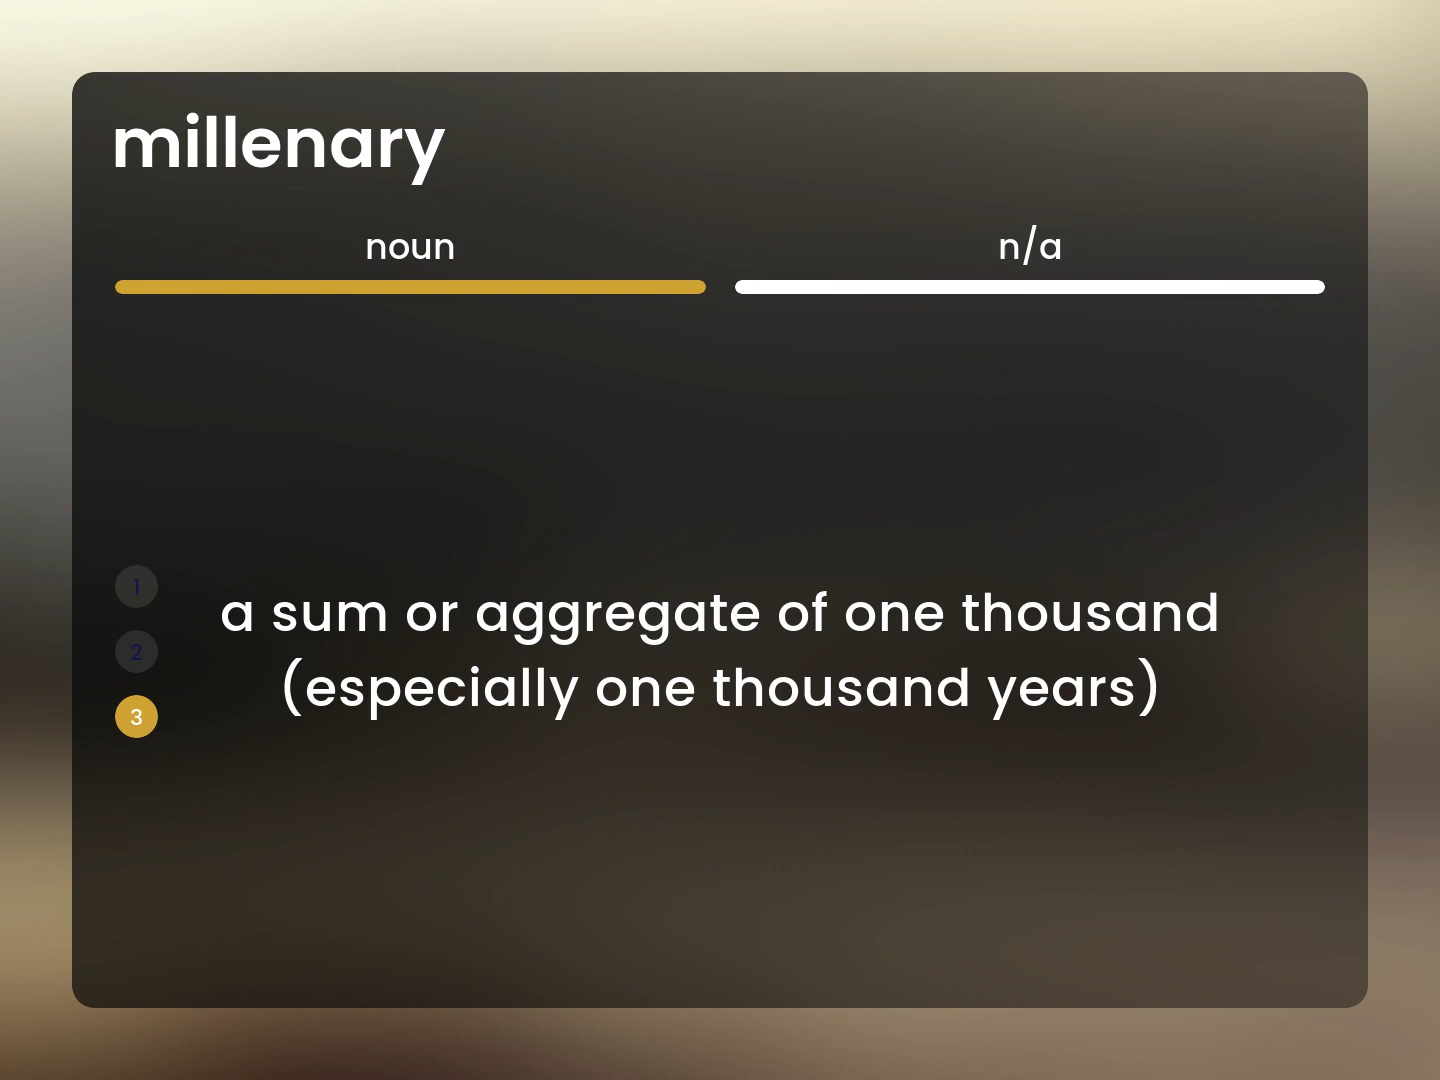 millenary
noun
n/a
1
2
3
a sum or aggregate of one thousand
(especially one thousand years)